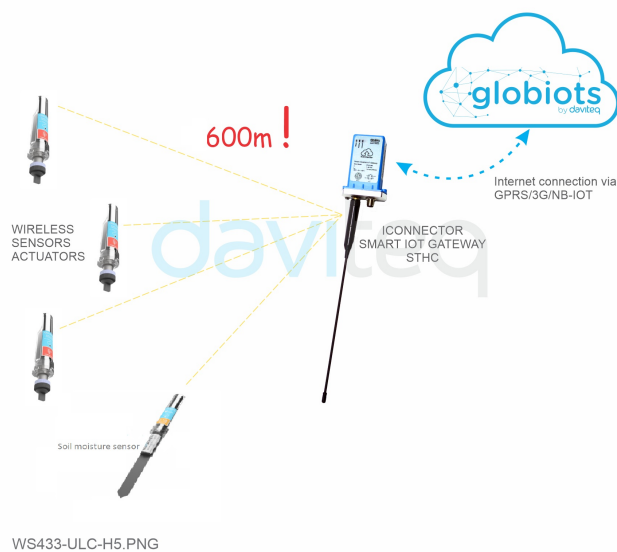 globiots
by daviteq
600m !
Internet connection via
GPRS/3G/NB-IOT
WIRELESS
SENSORS
ACTUATORS
ICONNECTOR
SMART IOT GATEWAY
STHC
daviteq
Soil moisture sensor
WS433-ULC-H5.PNG